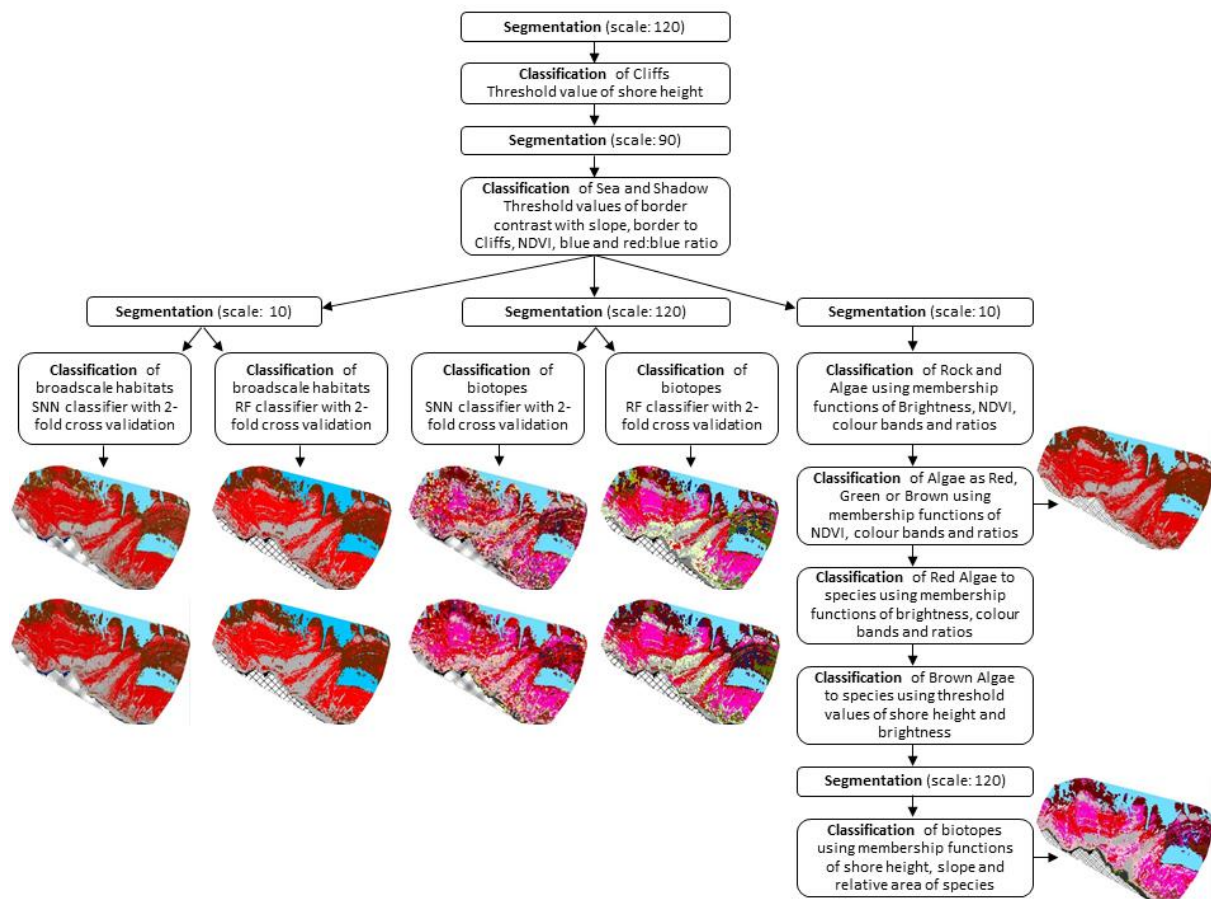 Segmentation (scale: 120)
Classification of Cliffs
Threshold value of shore height
Segmentation (scale: 90)
Classification of Sea and Shadow
Threshold values of border
contrast with slope, border to
Cliffs, NDVI, blue and red:blue ratio
Segmentation (scale: 10)
Segmentation (scale: 120)
Segmentation (scale: 10)
Classification of
broadscale habitats
SNN classifier with 2-
fold cross validation
Classification of
broadscale habitats
RF classifier with 2-
fold cross validation
Classification of
biotopes
SNN classifier with 2-
fold cross validation
Classification of
biotopes
RF classifier with 2-
fold cross validation
Classification of Rock and
Algae using membership
functions of Brightness, NDVI,
colour bands and ratios
Classification of Algae as Red,
Green or Brown using
membership functions of
NDVI, colour bands and ratios
Classification of Red Algae to
species using membership
functions of brightness, colour
bands and ratios
Classification of Brown Algae
to species using threshold
values of shore height and
brightness
Segmentation (scale: 120)
Classification of biotopes
using membership functions
of shore height, slope and
relative area of species